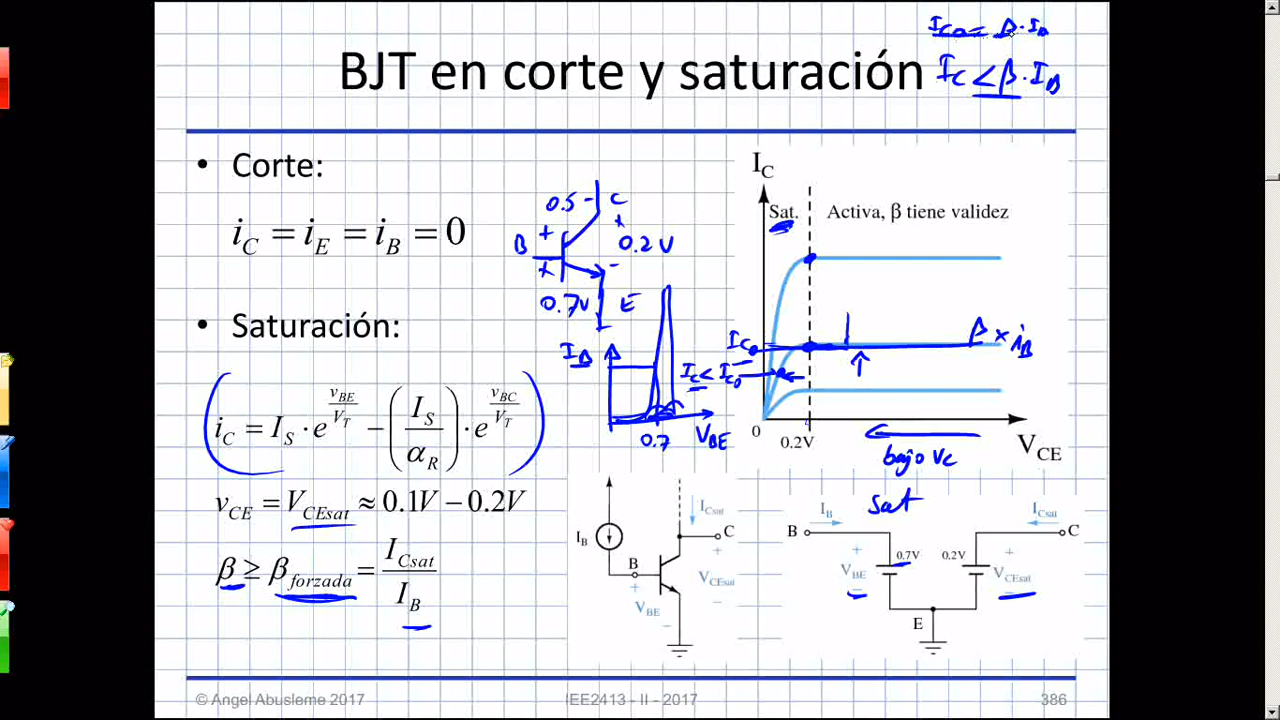 I_C0 = β · I_B
BJT en corte y saturación
I_C < β · I_B
• Corte:
i_C = i_E = i_B = 0
• Saturación:
i_C = I_S · e^(v_BE / V_T) − (I_S / α_R) · e^(v_BC / V_T)
v_CE = V_CEsat ≈ 0.1V − 0.2V
β ≥ β_forzada = I_Csat / I_B
0.5 - C
B + + 0.2 V
+ -
0.7V E
I_B
0.7 V_BE
I_C
Sat. Activa, β tiene validez
I_C0 β × i_B
I_C < I_C0
0 0.2V V_CE
bajo Vc
sat
I_Csat
I_B
B C
+ +
V_BE V_CEsat
- -
I_B I_Csat
B C
+ 0.7V 0.2V +
V_BE V_CEsat
- -
E
© Angel Abusleme 2017 IEE2413 - II - 2017 386